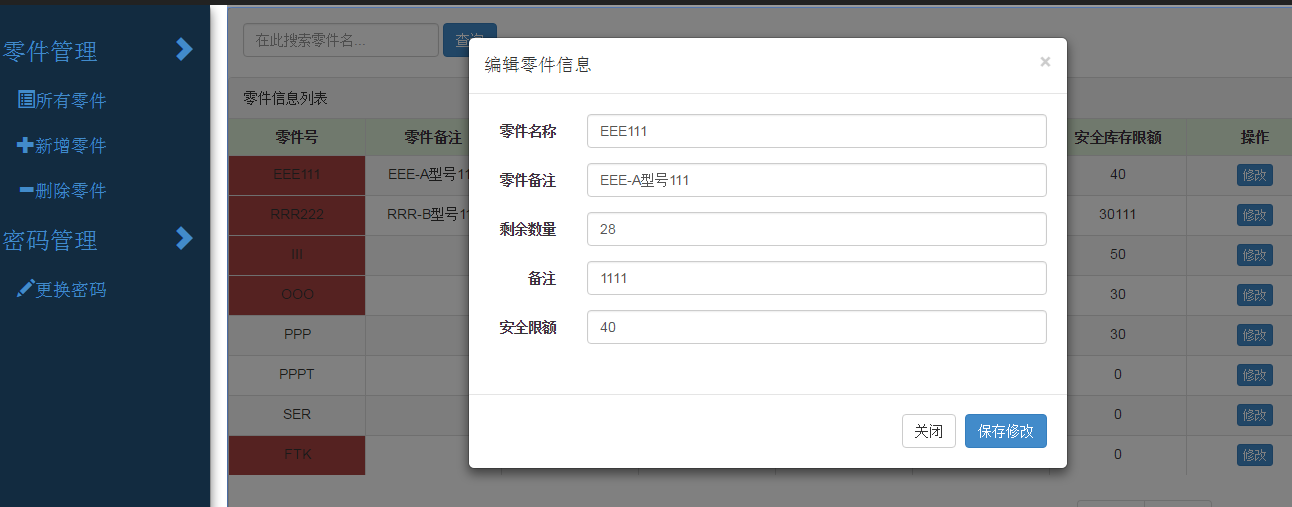 零件管理
所有零件
新增零件
删除零件
密码管理
更换密码
在此搜索零件名...
零件信息列表
零件号 零件备注 安全库存限额 操作
EEE111 EEE-A型号11 40 修改
RRR222 RRR-B型号11 30111 修改
III 50 修改
OOO 30 修改
PPP 30 修改
PPPT 0 修改
SER 0 修改
FTK 0 修改
编辑零件信息 ×
零件名称 EEE111
零件备注 EEE-A型号111
剩余数量 28
备注 1111
安全限额 40
关闭 保存修改